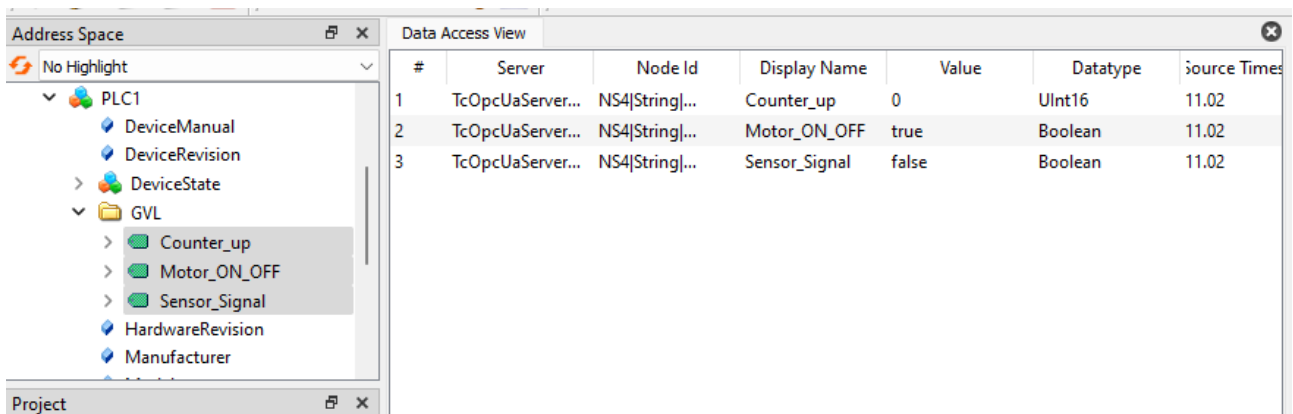 Address Space
No Highlight
PLC1
DeviceManual
DeviceRevision
DeviceState
GVL
Counter_up
Motor_ON_OFF
Sensor_Signal
HardwareRevision
Manufacturer
Project
Data Access View
# Server Node Id Display Name Value Datatype Source Times
1 TcOpcUaServer... NS4|String|... Counter_up 0 UInt16 11.02
2 TcOpcUaServer... NS4|String|... Motor_ON_OFF true Boolean 11.02
3 TcOpcUaServer... NS4|String|... Sensor_Signal false Boolean 11.02